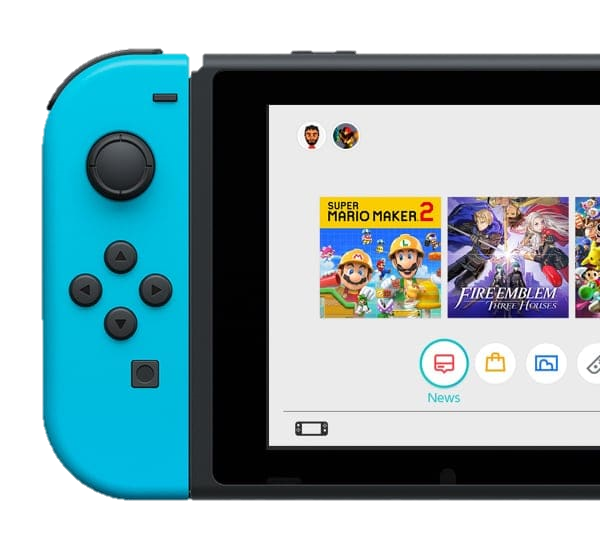 SUPER
MARIO MAKER 2
FIRE EMBLEM
THREE HOUSES
News